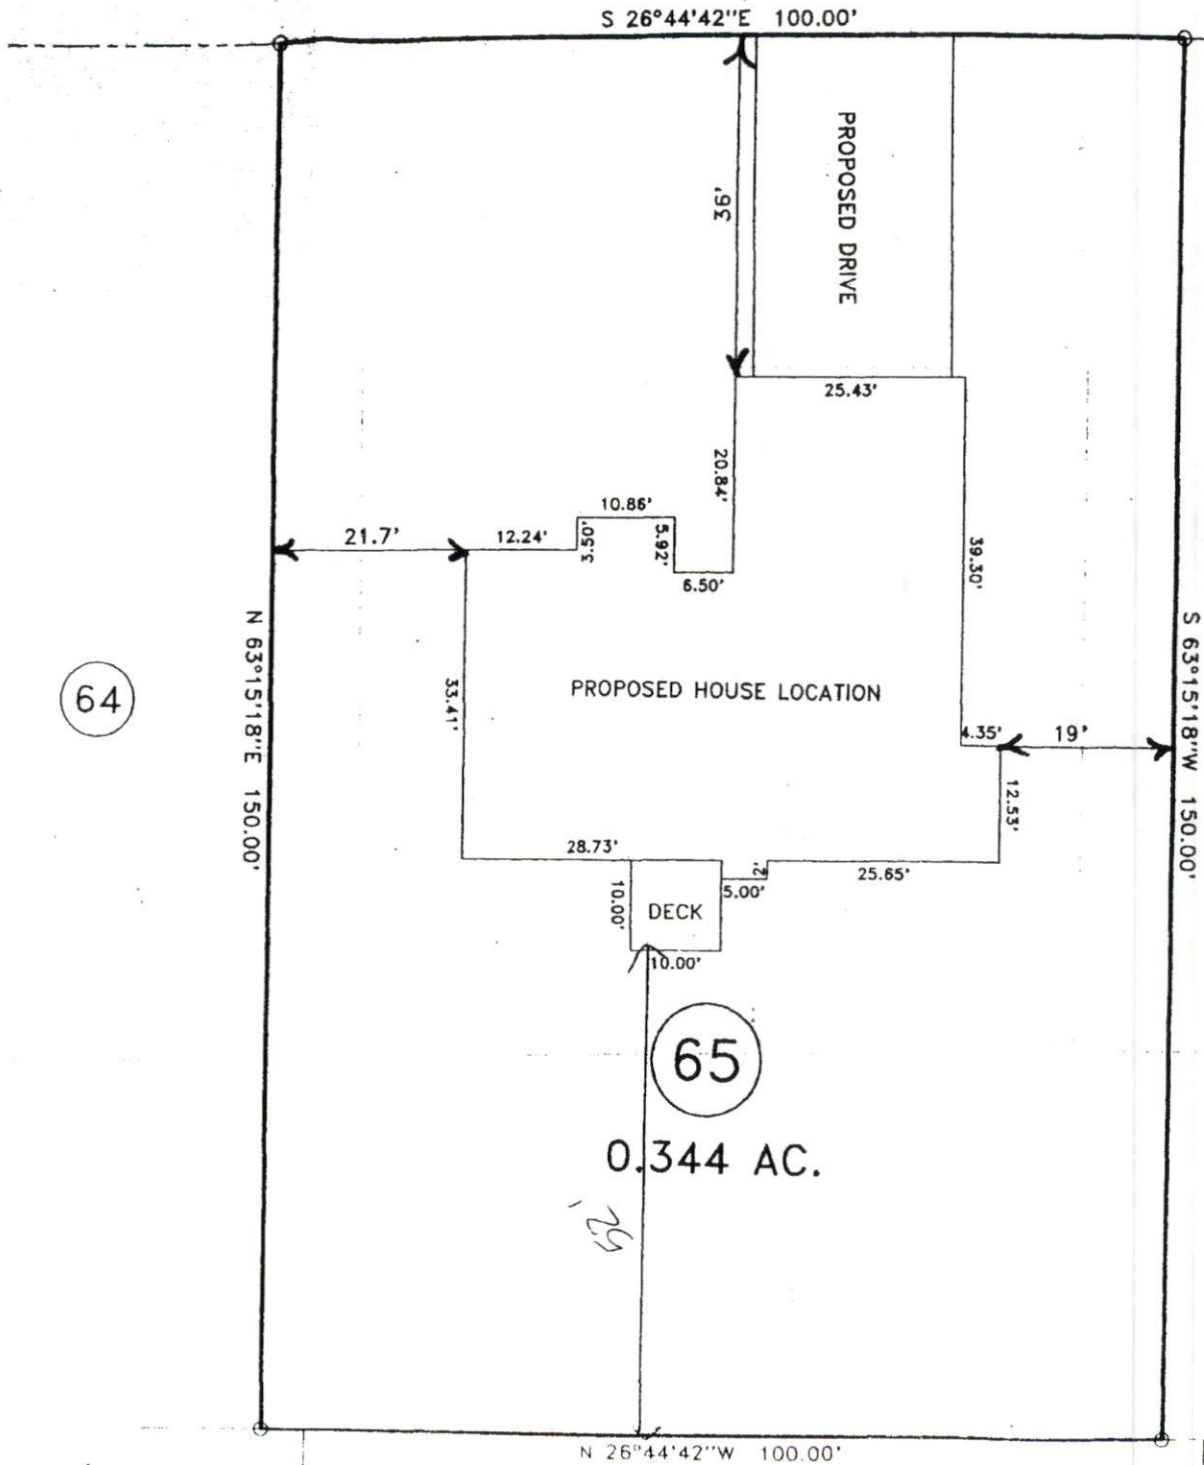 S 26°44'42"E 100.00'
PROPOSED DRIVE
36'
25.43'
20.84'
10.86'
5.92'
3.50'
12.24'
21.7'
6.50'
39.30'
N 63°15'18"E 150.00'
S 63°15'18"W 150.00'
64
33.41'
PROPOSED HOUSE LOCATION
4.35'
19'
12.53'
28.73'
2'
5.00'
25.65'
10.00'
DECK
10.00'
65
0.344 AC.
52'
N 26°44'42"W 100.00'